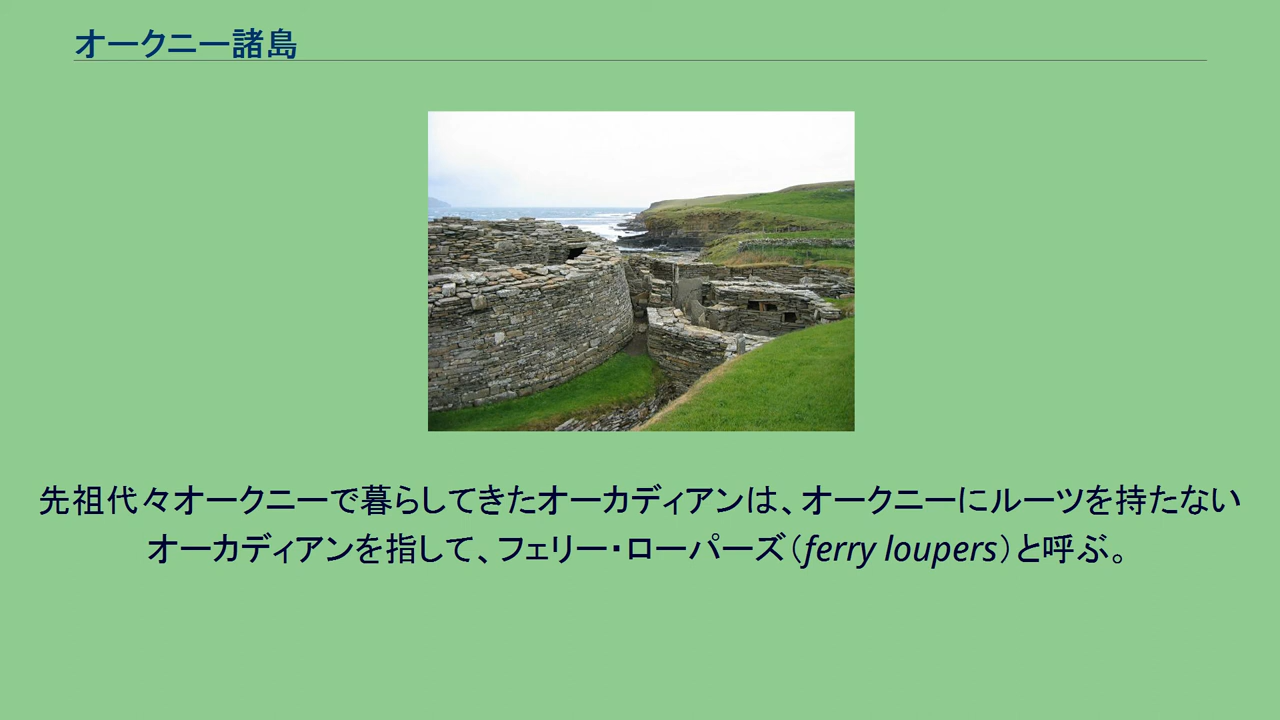 オークニー諸島
先祖代々オークニーで暮らしてきたオーカディアンは、オークニーにルーツを持たない
オーカディアンを指して、フェリー・ローパーズ（ferry loupers）と呼ぶ。